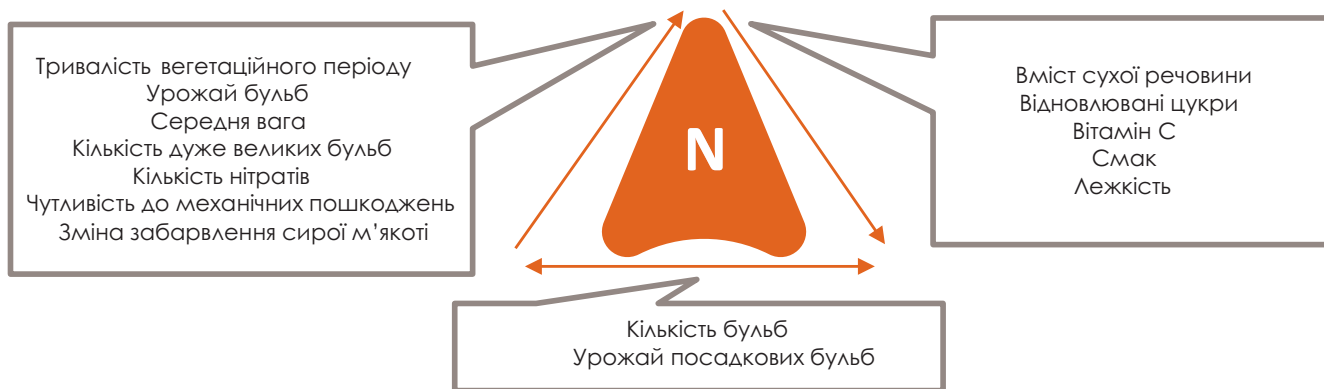 Тривалість вегетаційного періоду
Урожай бульб
Середня вага
Кількість дуже великих бульб
Кількість нітратів
Чутливість до механічних пошкоджень
Зміна забарвлення сирої м’якоті
N
Вміст сухої речовини
Відновлювані цукри
Вітамін С
Смак
Лежкість
Кількість бульб
Урожай посадкових бульб